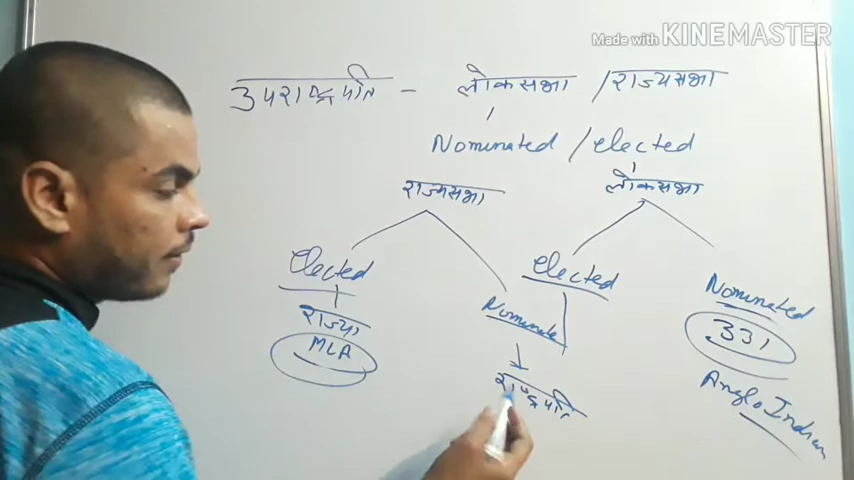 Made with KINEMASTER
उपराष्ट्रपति - लोकसभा / राज्यसभा
Nominated / elected
राज्यसभा
लोकसभा
Elected
Nominate
elected
Nominated
राज्या
MLA
331
राष्ट्रपति
Anglo Indian